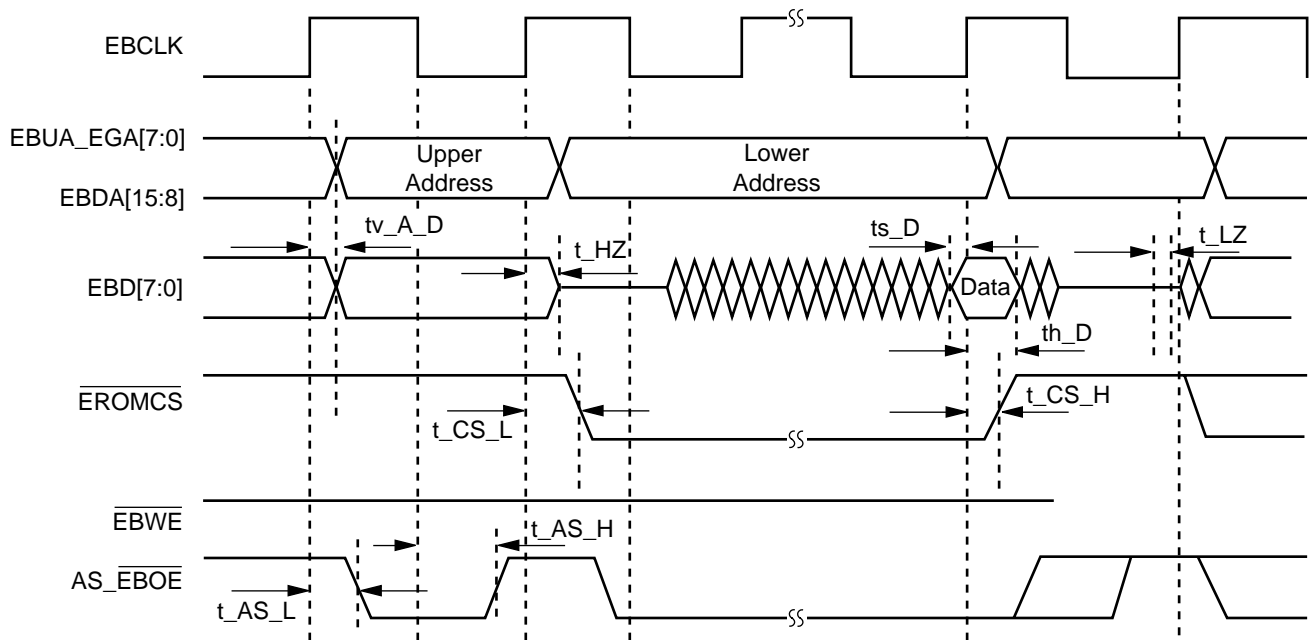 EBCLK
EBUA_EGA[7:0]
Upper
Address
Lower
Address
EBDA[15:8]
tv_A_D
ts_D
t_LZ
t_HZ
EBD[7:0]
Data
th_D
EROMCS
t_CS_H
t_CS_L
EBWE
t_AS_H
AS_EBOE
t_AS_L